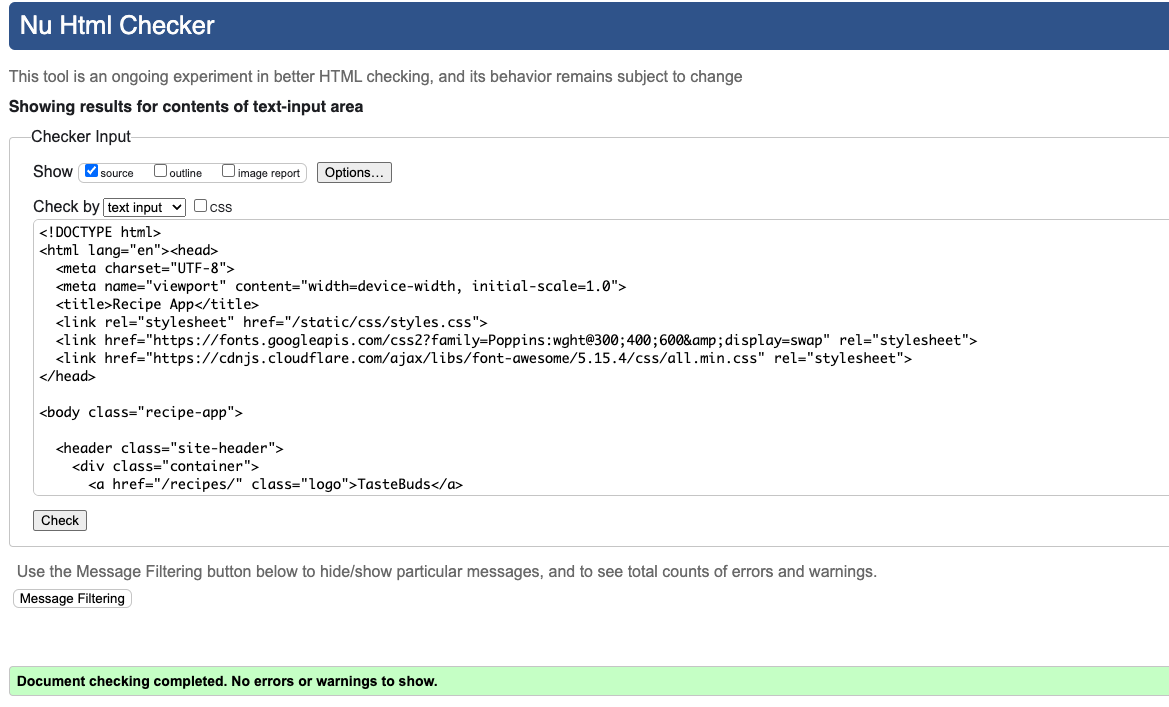 Nu Html Checker
This tool is an ongoing experiment in better HTML checking, and its behavior remains subject to change
Showing results for contents of text-input area
Checker Input
Show source outline image report Options...
Check by text input css
<!DOCTYPE html>
<html lang="en"><head>
  <meta charset="UTF-8">
  <meta name="viewport" content="width=device-width, initial-scale=1.0">
  <title>Recipe App</title>
  <link rel="stylesheet" href="/static/css/styles.css">
  <link href="https://fonts.googleapis.com/css2?family=Poppins:wght@300;400;600&amp;display=swap" rel="stylesheet">
  <link href="https://cdnjs.cloudflare.com/ajax/libs/font-awesome/5.15.4/css/all.min.css" rel="stylesheet">
</head>
<body class="recipe-app">
  <header class="site-header">
    <div class="container">
      <a href="/recipes/" class="logo">TasteBuds</a>
Check
Use the Message Filtering button below to hide/show particular messages, and to see total counts of errors and warnings.
Message Filtering
Document checking completed. No errors or warnings to show.